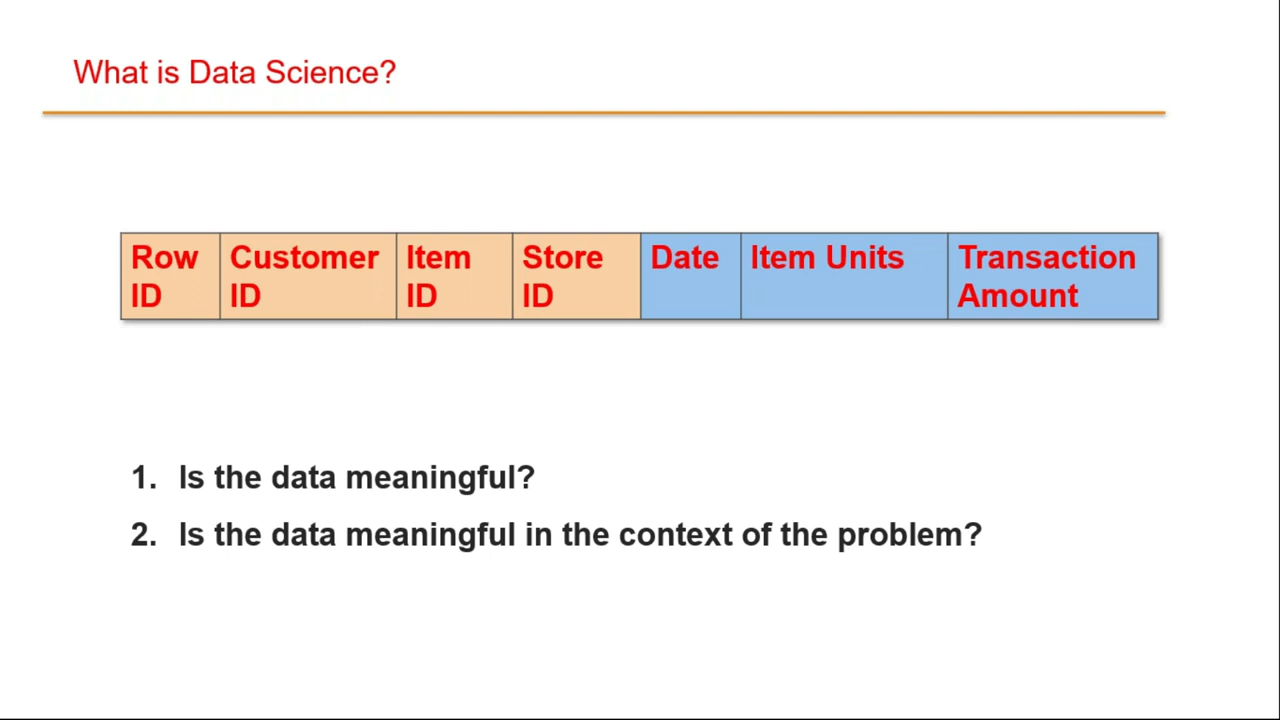 What is Data Science?
Row Customer Item Store Date Item Units Transaction
ID ID ID ID Amount
1. Is the data meaningful?
2. Is the data meaningful in the context of the problem?